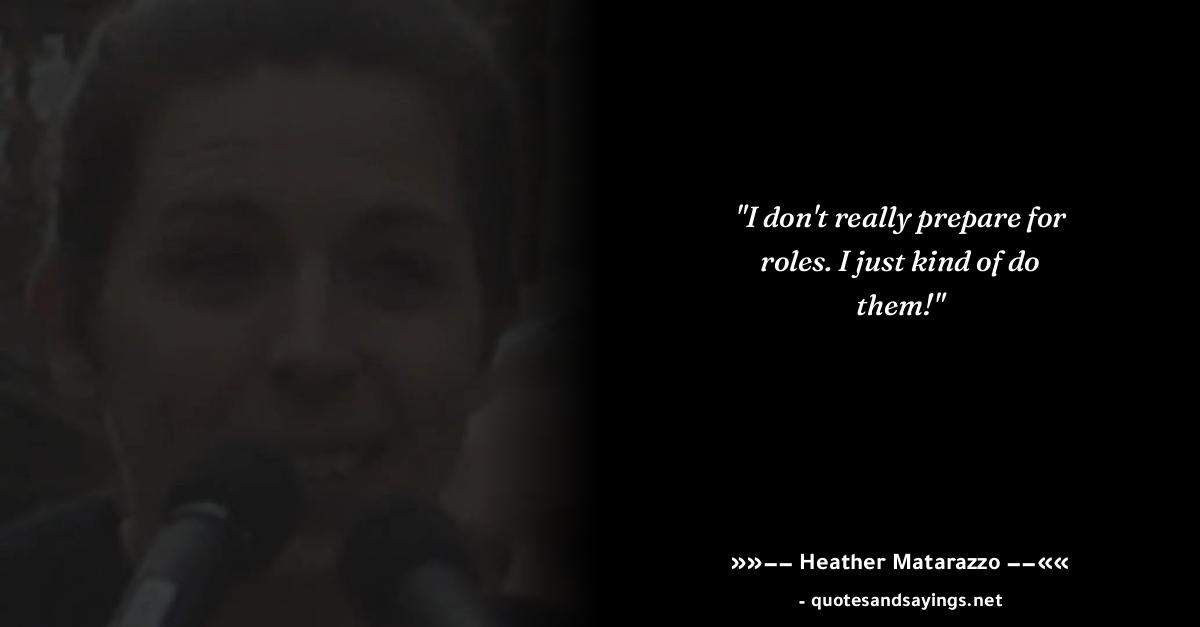 "I don't really prepare for
roles. I just kind of do
them!"
»»–– Heather Matarazzo ––««
- quotesandsayings.net